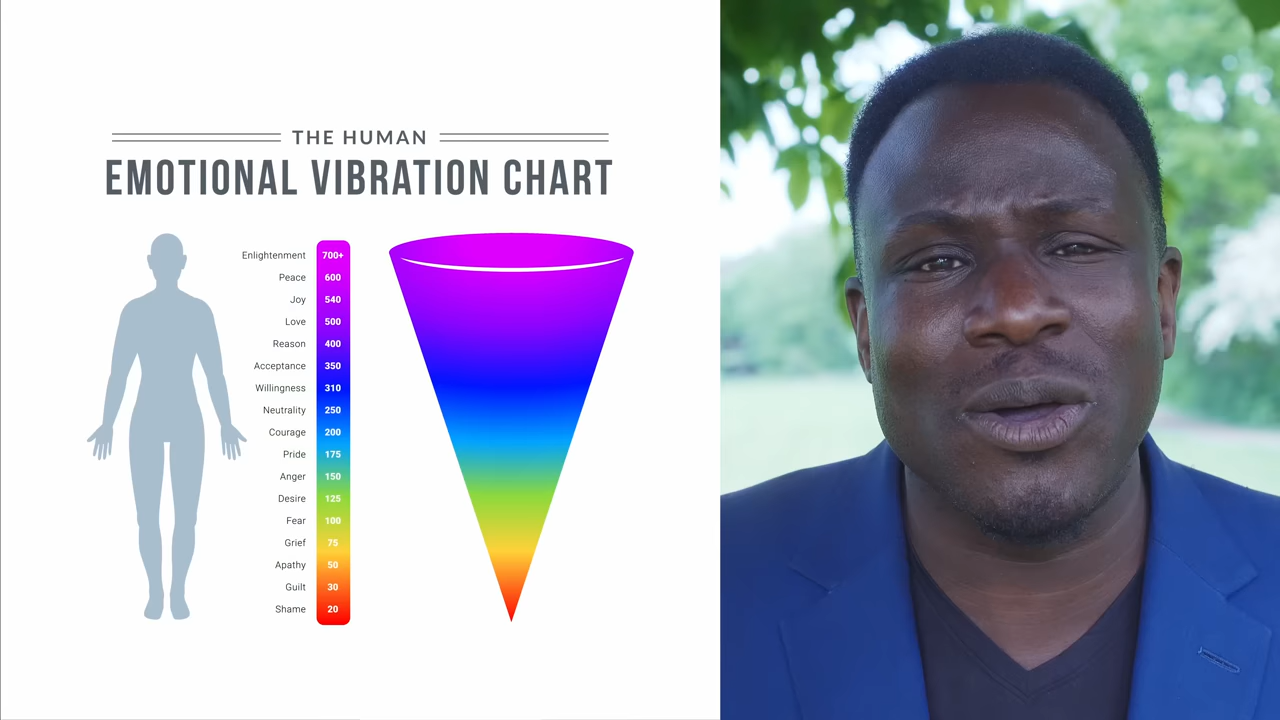 THE HUMAN
EMOTIONAL VIBRATION CHART
Enlightenment 700+
Peace 600
Joy 540
Love 500
Reason 400
Acceptance 350
Willingness 310
Neutrality 250
Courage 200
Pride 175
Anger 150
Desire 125
Fear 100
Grief 75
Apathy 50
Guilt 30
Shame 20